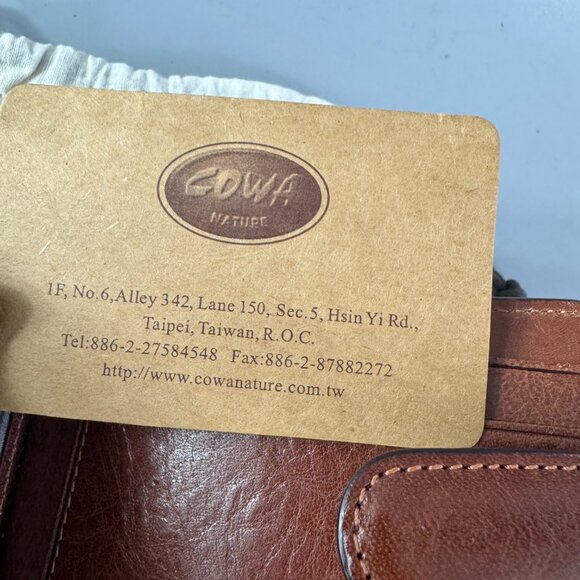 COWA
NATURE
1F, No.6,Alley 342, Lane 150, Sec.5, Hsin Yi Rd.,
Taipei, Taiwan, R.O.C.
Tel:886-2-27584548 Fax:886-2-87882272
http://www.cowanature.com.tw